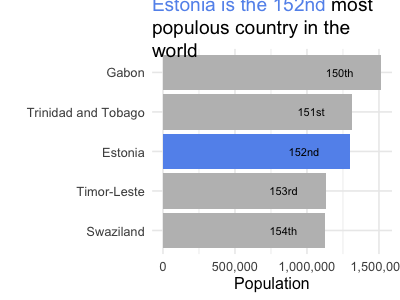 Estonia is the 152nd most
populous country in the
world
Gabon
150th
Trinidad and Tobago
151st
Estonia
152nd
Timor-Leste
153rd
Swaziland
154th
0 500,000 1,000,000 1,500,00
Population